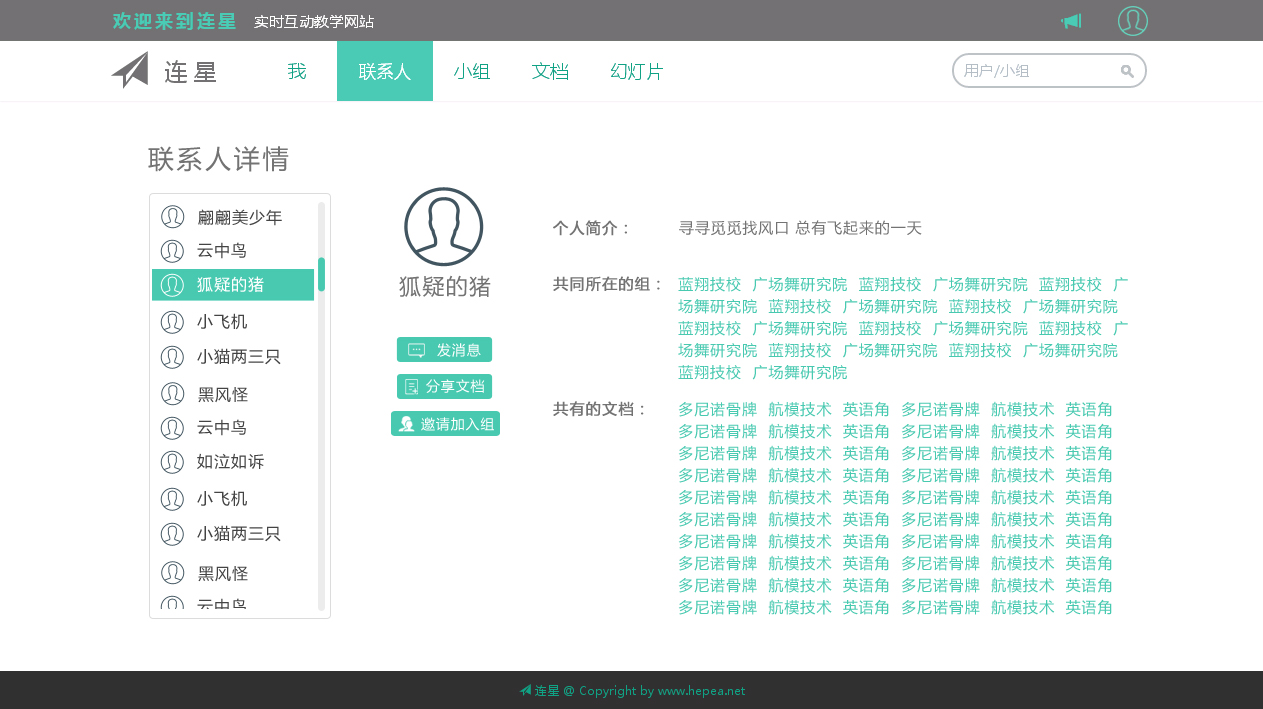 欢迎来到连星 实时互动教学网站
连星 我 联系人 小组 文档 幻灯片 用户/小组
联系人详情
翩翩美少年
云中鸟
狐疑的猪
小飞机
小猫两三只
黑风怪
云中鸟
如泣如诉
小飞机
小猫两三只
黑风怪
云中鸟
狐疑的猪
发消息
分享文档
邀请加入组
个人简介： 寻寻觅觅找风口 总有飞起来的一天
共同所在的组： 蓝翔技校 广场舞研究院 蓝翔技校 广场舞研究院 蓝翔技校 广
场舞研究院 蓝翔技校 广场舞研究院 蓝翔技校 广场舞研究院
蓝翔技校 广场舞研究院 蓝翔技校 广场舞研究院 蓝翔技校 广
场舞研究院 蓝翔技校 广场舞研究院 蓝翔技校 广场舞研究院
蓝翔技校 广场舞研究院
共有的文档： 多尼诺骨牌 航模技术 英语角 多尼诺骨牌 航模技术 英语角
多尼诺骨牌 航模技术 英语角 多尼诺骨牌 航模技术 英语角
多尼诺骨牌 航模技术 英语角 多尼诺骨牌 航模技术 英语角
多尼诺骨牌 航模技术 英语角 多尼诺骨牌 航模技术 英语角
多尼诺骨牌 航模技术 英语角 多尼诺骨牌 航模技术 英语角
多尼诺骨牌 航模技术 英语角 多尼诺骨牌 航模技术 英语角
多尼诺骨牌 航模技术 英语角 多尼诺骨牌 航模技术 英语角
多尼诺骨牌 航模技术 英语角 多尼诺骨牌 航模技术 英语角
多尼诺骨牌 航模技术 英语角 多尼诺骨牌 航模技术 英语角
多尼诺骨牌 航模技术 英语角 多尼诺骨牌 航模技术 英语角
连星 @ Copyright by www.hepea.net